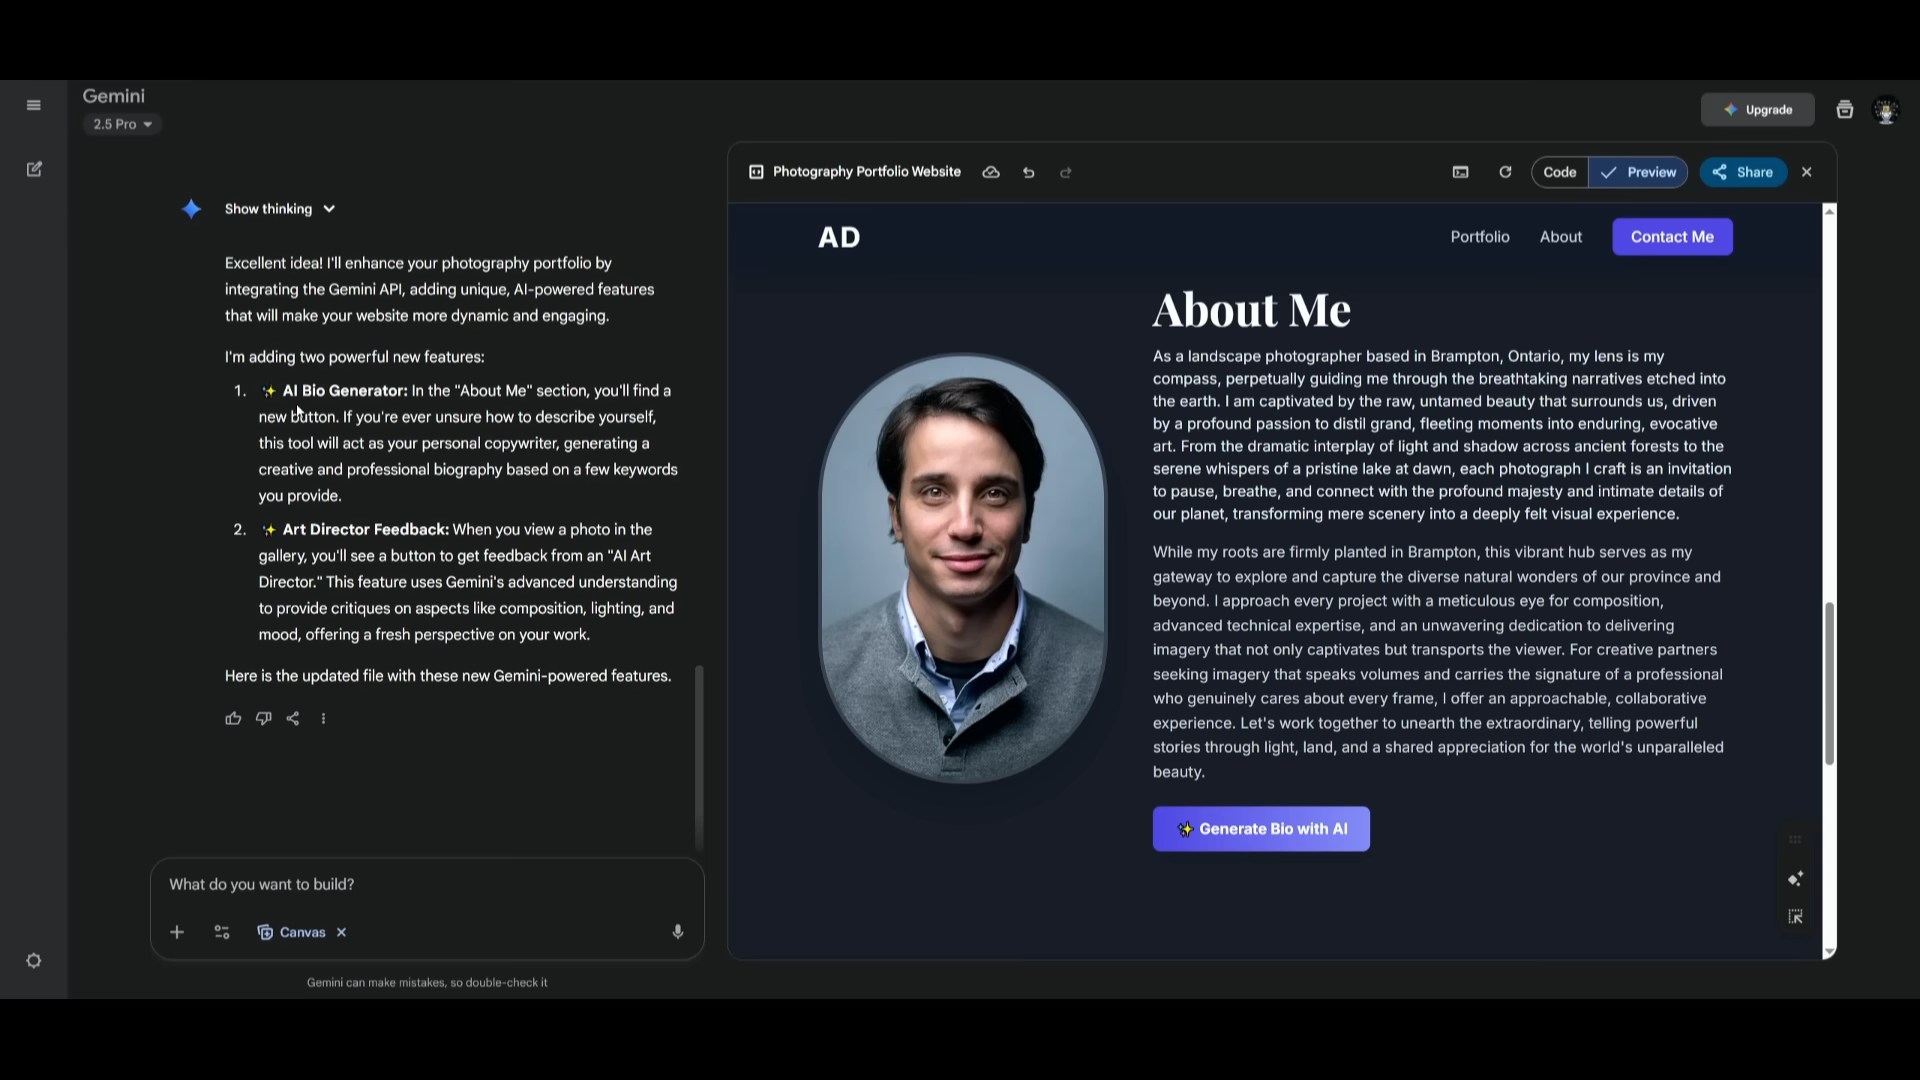 Gemini
2.5 Pro
Upgrade
Show thinking
Excellent idea! I'll enhance your photography portfolio by
integrating the Gemini API, adding unique, AI-powered features
that will make your website more dynamic and engaging.
I'm adding two powerful new features:
1. ✨ AI Bio Generator: In the "About Me" section, you'll find a
new button. If you're ever unsure how to describe yourself,
this tool will act as your personal copywriter, generating a
creative and professional biography based on a few keywords
you provide.
2. ✨ Art Director Feedback: When you view a photo in the
gallery, you'll see a button to get feedback from an "AI Art
Director." This feature uses Gemini's advanced understanding
to provide critiques on aspects like composition, lighting, and
mood, offering a fresh perspective on your work.
Here is the updated file with these new Gemini-powered features.
What do you want to build?
Canvas
Gemini can make mistakes, so double-check it
Photography Portfolio Website
Code
Preview
Share
AD
Portfolio
About
Contact Me
About Me
As a landscape photographer based in Brampton, Ontario, my lens is my
compass, perpetually guiding me through the breathtaking narratives etched into
the earth. I am captivated by the raw, untamed beauty that surrounds us, driven
by a profound passion to distil grand, fleeting moments into enduring, evocative
art. From the dramatic interplay of light and shadow across ancient forests to the
serene whispers of a pristine lake at dawn, each photograph I craft is an invitation
to pause, breathe, and connect with the profound majesty and intimate details of
our planet, transforming mere scenery into a deeply felt visual experience.
While my roots are firmly planted in Brampton, this vibrant hub serves as my
gateway to explore and capture the diverse natural wonders of our province and
beyond. I approach every project with a meticulous eye for composition,
advanced technical expertise, and an unwavering dedication to delivering
imagery that not only captivates but transports the viewer. For creative partners
seeking imagery that speaks volumes and carries the signature of a professional
who genuinely cares about every frame, I offer an approachable, collaborative
experience. Let's work together to unearth the extraordinary, telling powerful
stories through light, land, and a shared appreciation for the world's unparalleled
beauty.
✨ Generate Bio with AI